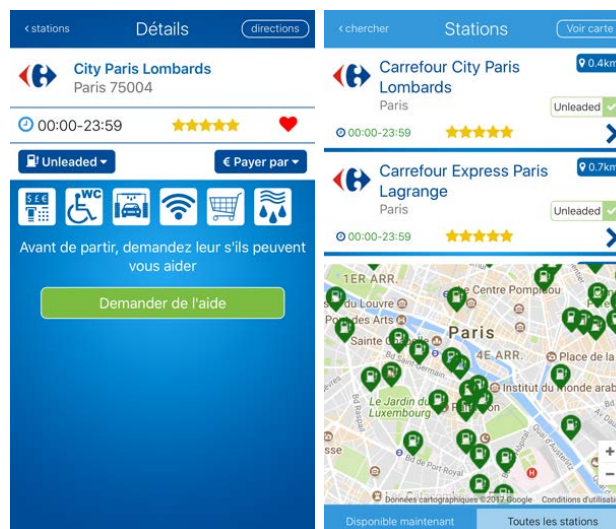 ‹ stations Détails directions
City Paris Lombards
Paris 75004
00:00-23:59
Unleaded € Payer par
$£€
WC
Avant de partir, demandez leur s'ils peuvent
vous aider
Demander de l'aide
‹ chercher Stations Voir carte
Carrefour City Paris
Lombards
0.4km
Paris
Unleaded
00:00-23:59
Carrefour Express Paris
Lagrange
0.7km
Paris
Unleaded
00:00-23:59
1ER ARR.
du Louvre
Centre Pompidou
des Arts
Paris
Sainte
4E ARR.
Place de la
Bd Saint-Germain
Institut du monde arab
Le Jardin du
Luxembourg
Bd Raspail
Bd de Port-Royal
Quai d'Austerlitz
+
−
Données cartographiques ©2017 Google Conditions d'utilisati
Disponible maintenant Toutes les stations